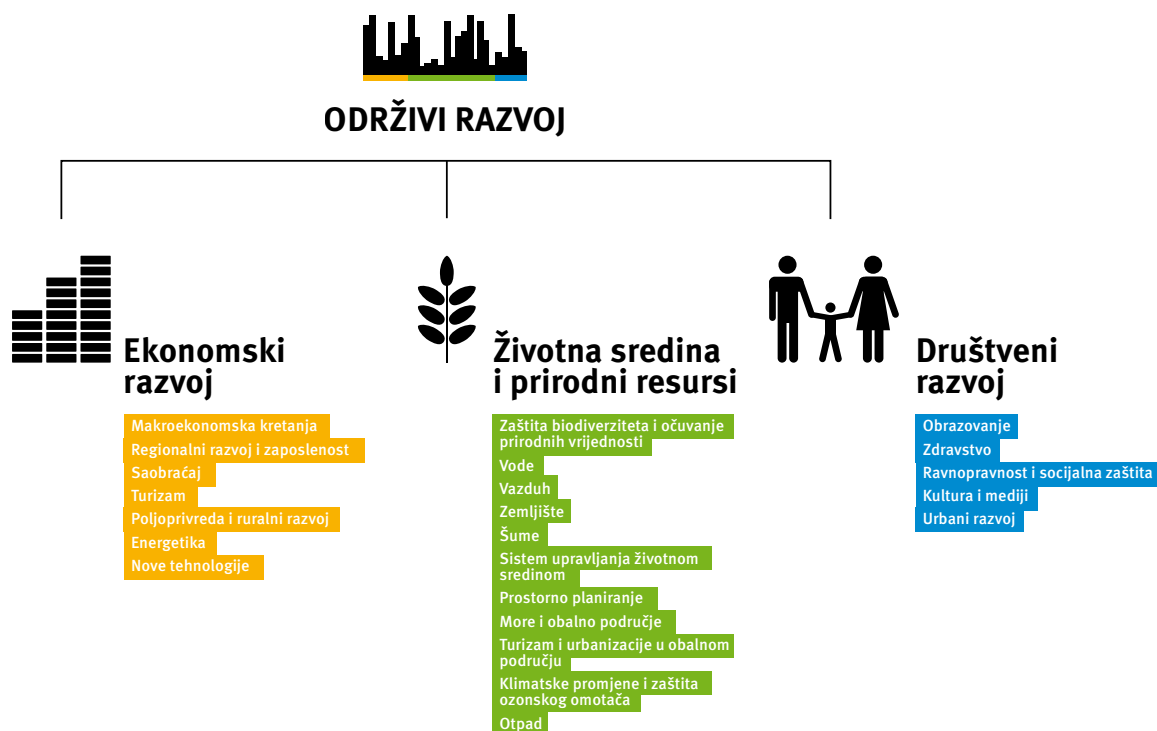 ODRŽIVI RAZVOJ
Ekonomski
razvoj
Makroekonomska kretanja
Regionalni razvoj i zaposlenost
Saobraćaj
Turizam
Poljoprivreda i ruralni razvoj
Energetika
Nove tehnologije
Životna sredina
i prirodni resursi
Zaštita biodiverziteta i očuvanje
prirodnih vrijednosti
Vode
Vazduh
Zemljište
Šume
Sistem upravljanja životnom
sredinom
Prostorno planiranje
More i obalno područje
Turizam i urbanizacije u obalnom
području
Klimatske promjene i zaštita
ozonskog omotača
Otpad
Društveni
razvoj
Obrazovanje
Zdravstvo
Ravnopravnost i socijalna zaštita
Kultura i mediji
Urbani razvoj